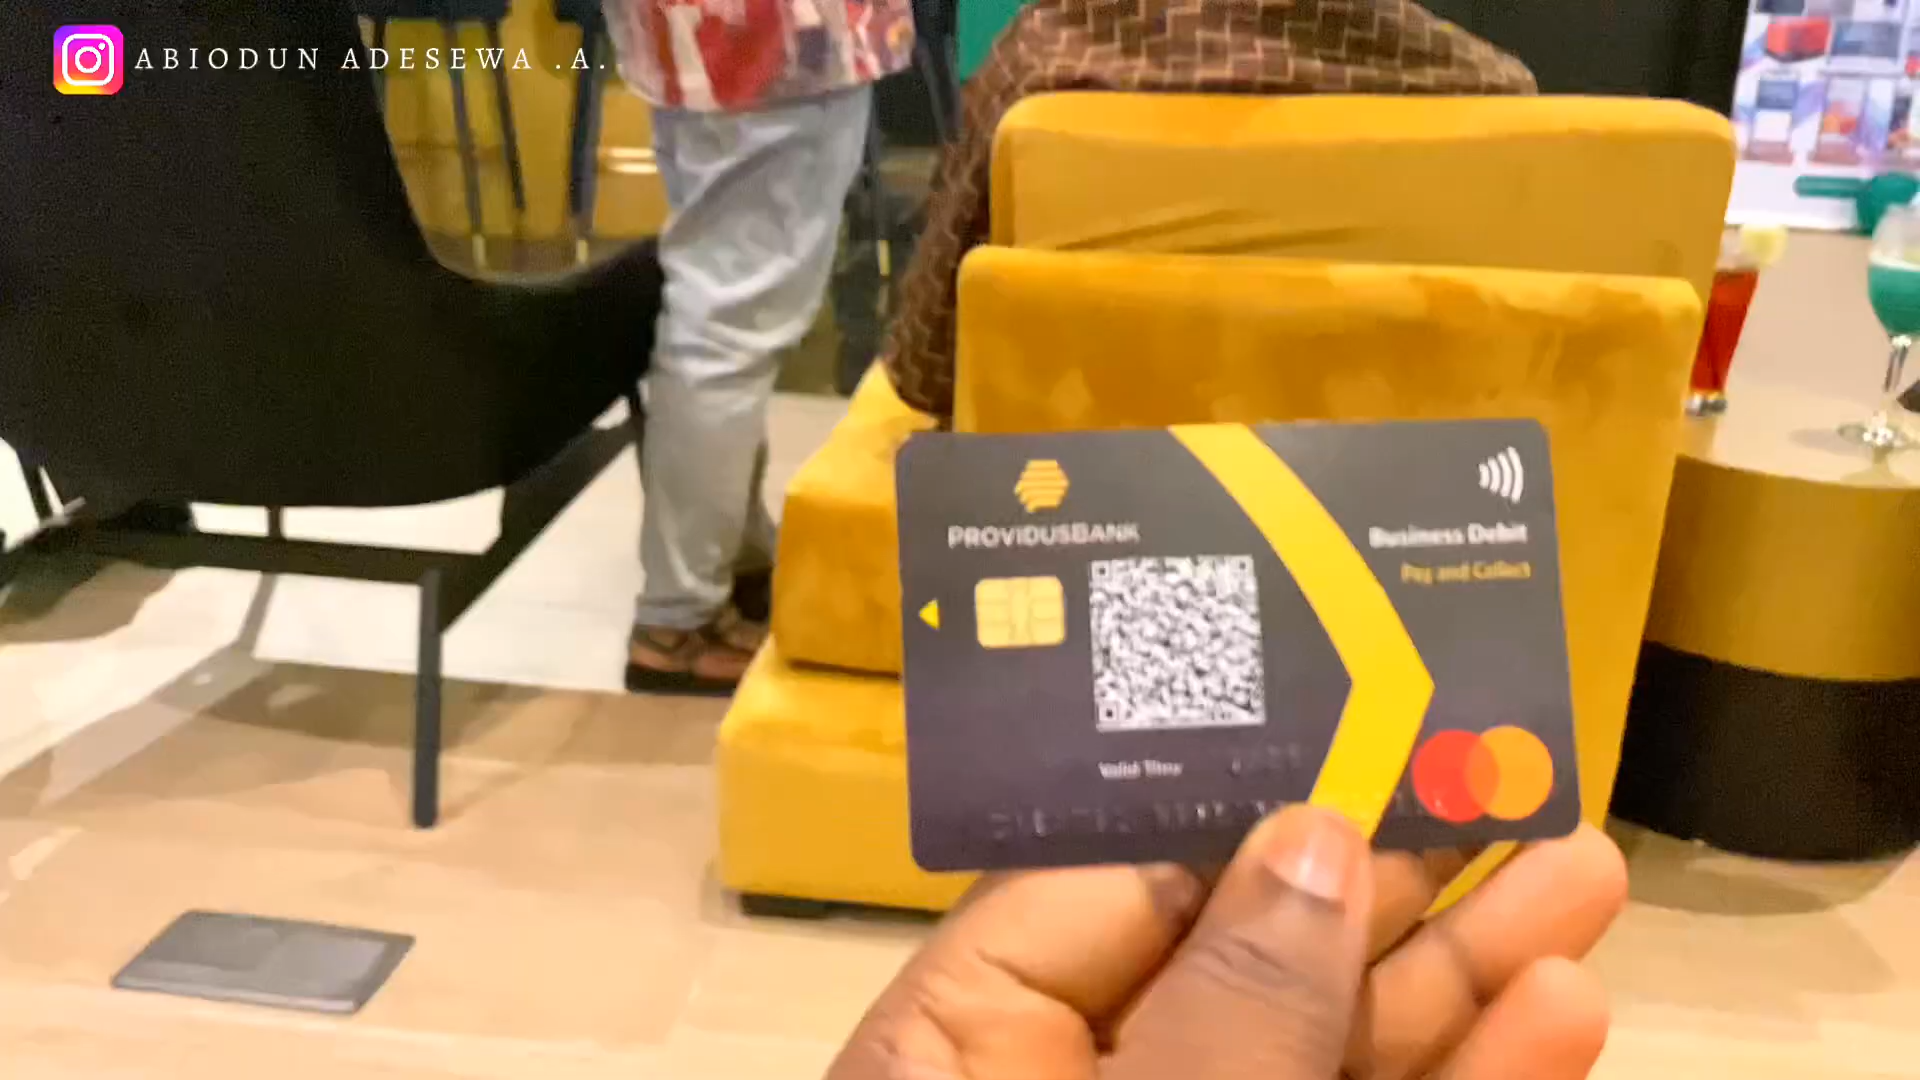 ABIODUN ADESEWA .A.
PROVIDUSBANK
Business Debit
Pay and Collect
Valid Thru